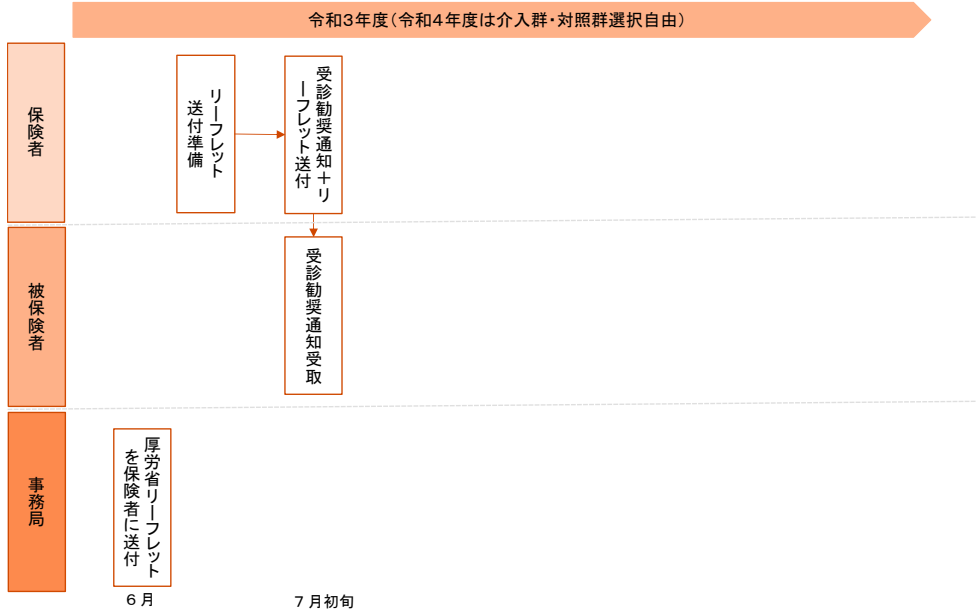 令和3年度（令和4年度は介入群・対照群選択自由）
保険者
リーフレット
送付準備
受診勧奨通知＋リ
ーフレット送付
被保険者
受診勧奨通知受取
事務局
厚労省リーフレット
を保険者に送付
6月
7月初旬